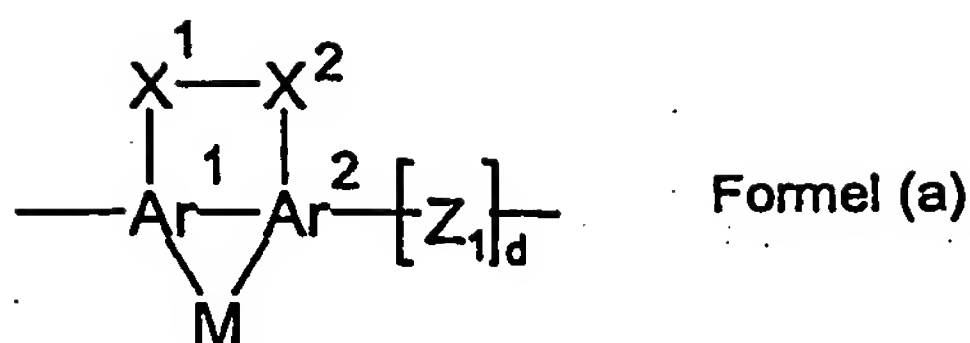 X¹—X²
—Ar¹—Ar²—[Z₁]d— Formel (a)
M